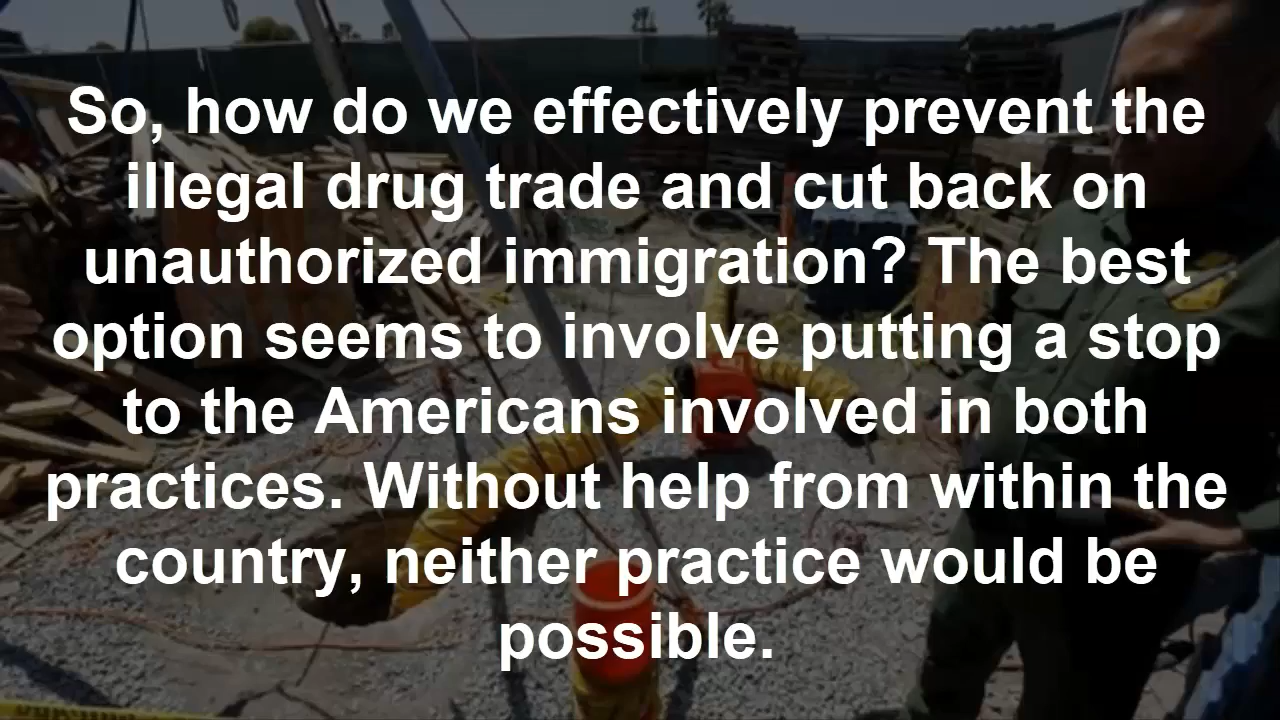 So, how do we effectively prevent the
illegal drug trade and cut back on
unauthorized immigration? The best
option seems to involve putting a stop
to the Americans involved in both
practices. Without help from within the
country, neither practice would be
possible.